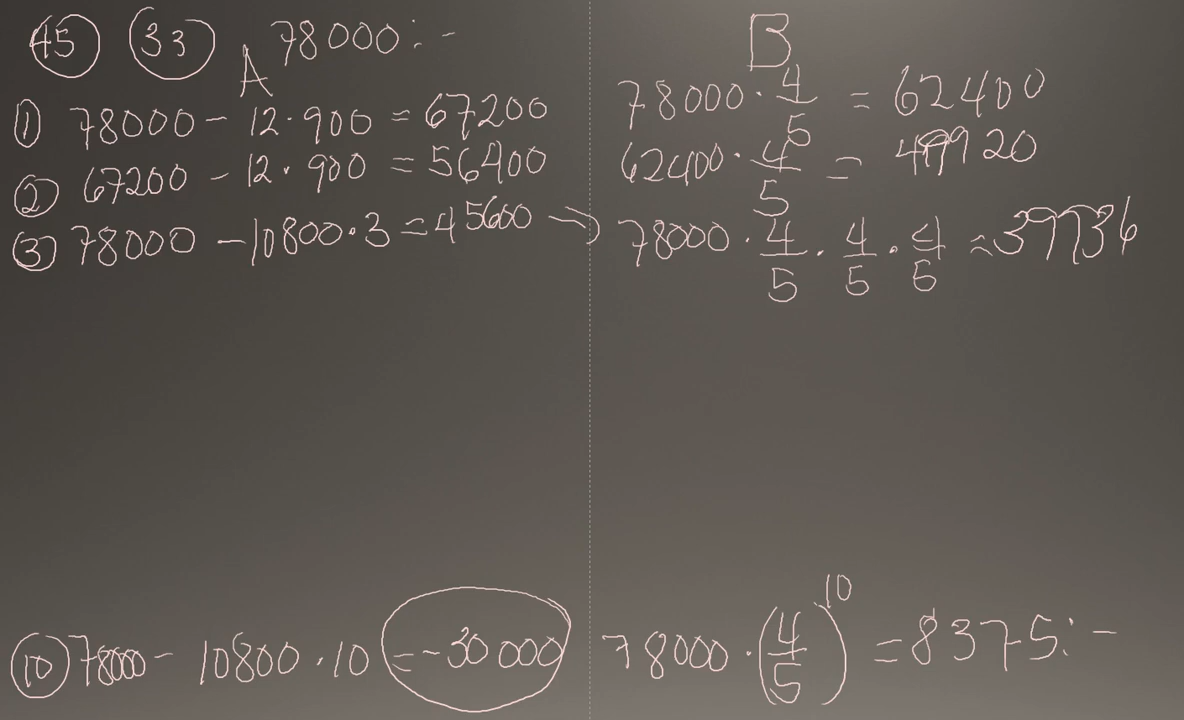 45 33 78000:-
A
① 78000 - 12·900 = 67200
② 67200 - 12·900 = 56400
③ 78000 - 10800·3 = 45600 →
⑩ 78000 - 10800·10 = -30000
B
78000 · 4/5 = 62400
62400 · 4/5 = 49920
78000 · 4/5 · 4/5 · 4/5 ≈ 39936
78000 · (4/5)^10 = 8375:-